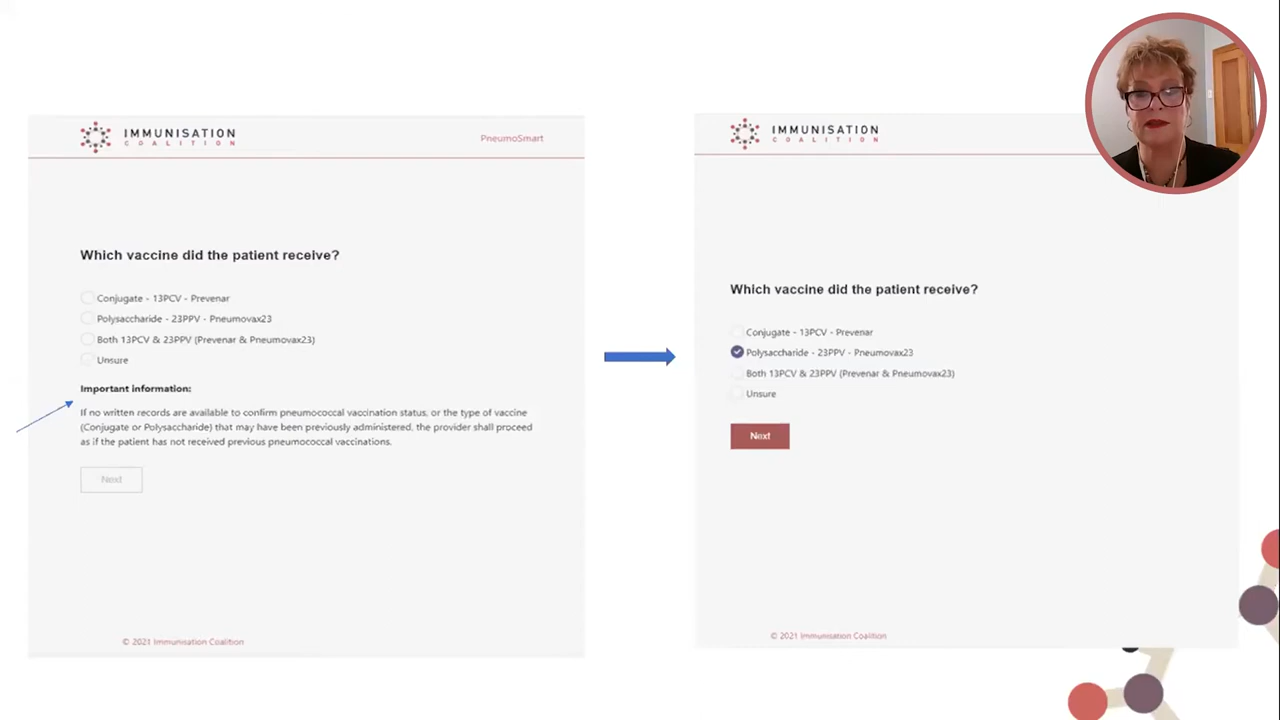 IMMUNISATION
COALITION
PneumoSmart
Which vaccine did the patient receive?
Conjugate - 13PCV - Prevenar
Polysaccharide - 23PPV - Pneumovax23
Both 13PCV & 23PPV (Prevenar & Pneumovax23)
Unsure
Important information:
If no written records are available to confirm pneumococcal vaccination status, or the type of vaccine
(Conjugate or Polysaccharide) that may have been previously administered, the provider shall proceed
as if the patient has not received previous pneumococcal vaccinations.
Next
© 2021 Immunisation Coalition
IMMUNISATION
COALITION
Which vaccine did the patient receive?
Conjugate - 13PCV - Prevenar
Polysaccharide - 23PPV - Pneumovax23
Both 13PCV & 23PPV (Prevenar & Pneumovax23)
Unsure
Next
© 2021 Immunisation Coalition